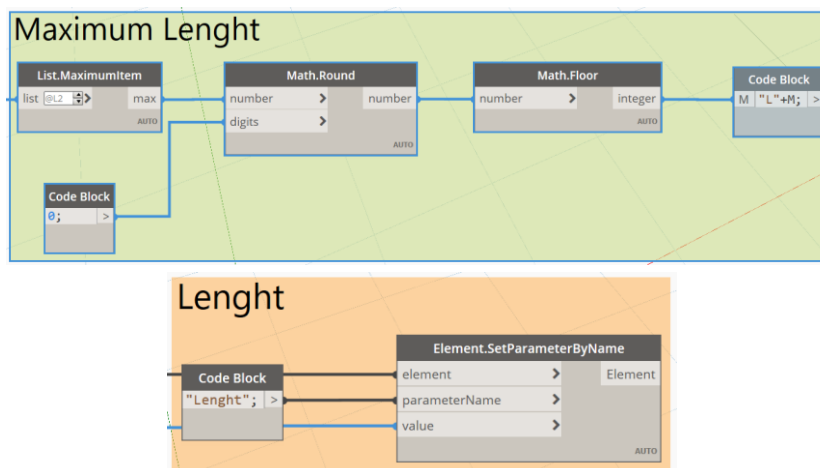 Maximum Lenght
List.MaximumItem
list @L2 > max
AUTO
Math.Round
number > number
digits >
AUTO
Math.Floor
number > integer
AUTO
Code Block
M "L"+M; >
Code Block
0; >
Lenght
Code Block
"Lenght"; >
Element.SetParameterByName
element > Element
parameterName >
value >
AUTO